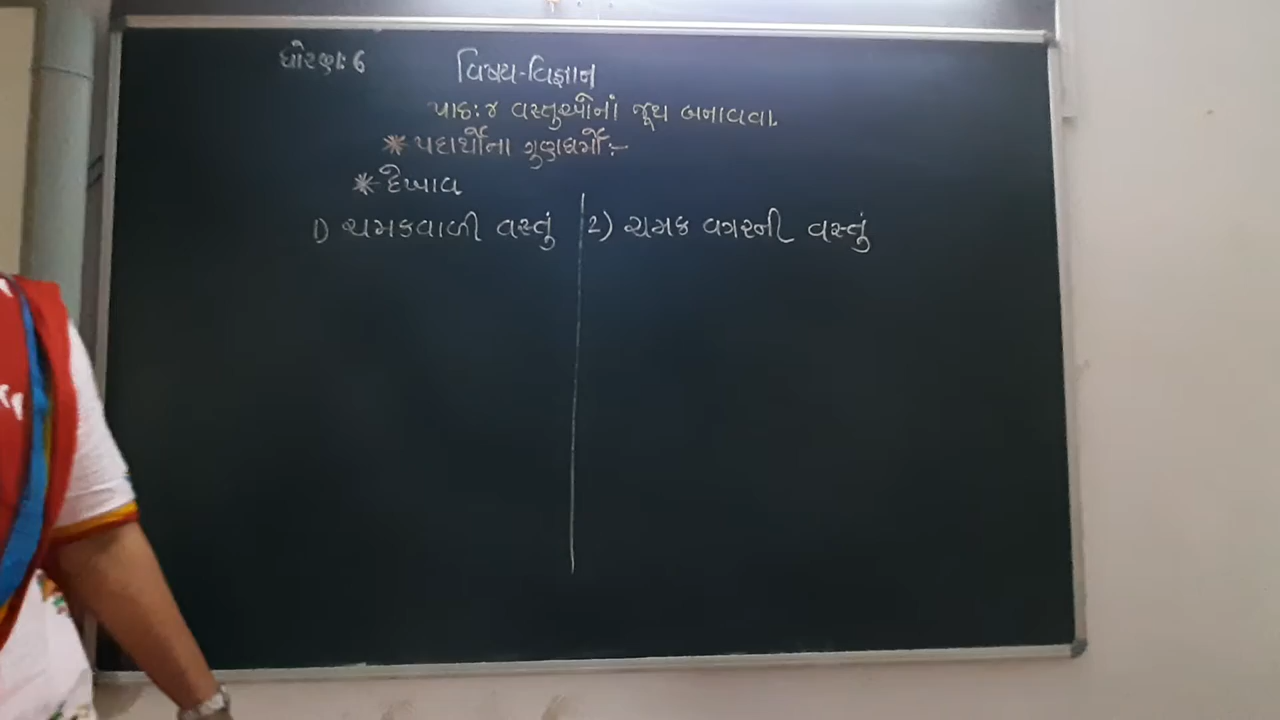 ધોરણ: 6 વિષય-વિજ્ઞાન
પાઠ: ૪ વસ્તુઓનાં જૂથ બનાવવા.
* પદાર્થોના ગુણધર્મો:-
* દેખાવ
1) ચમકવાળી વસ્તું 2) ચમક વગરની વસ્તું